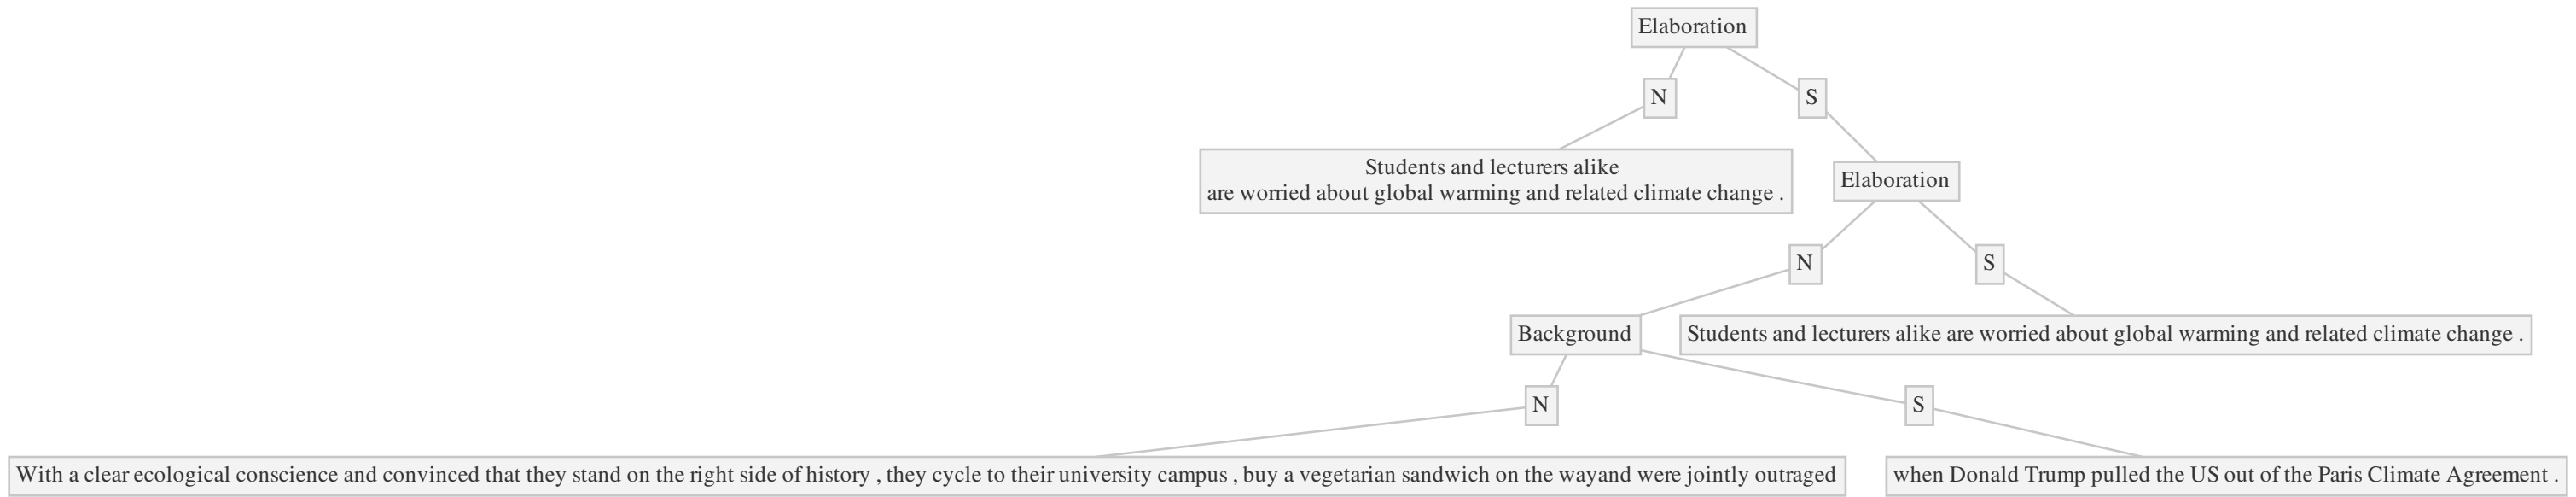 Elaboration
N
S
Students and lecturers alike
are worried about global warming and related climate change .
Elaboration
N
S
Background
Students and lecturers alike are worried about global warming and related climate change .
N
S
With a clear ecological conscience and convinced that they stand on the right side of history , they cycle to their university campus , buy a vegetarian sandwich on the wayand were jointly outraged
when Donald Trump pulled the US out of the Paris Climate Agreement .